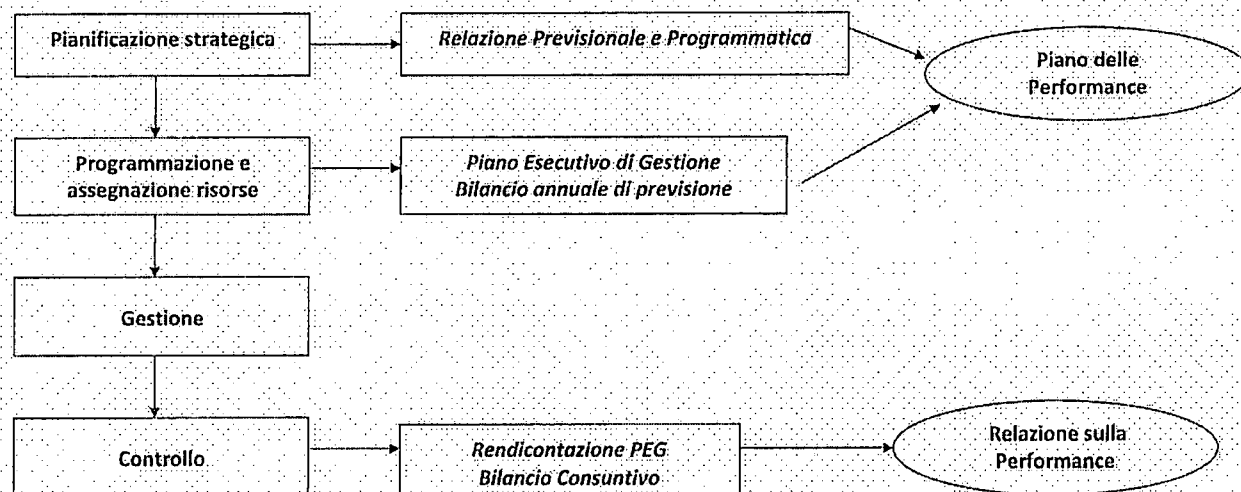 Pianificazione strategica
Relazione Previsionale e Programmatica
Piano delle
Performance
Programmazione e
assegnazione risorse
Piano Esecutivo di Gestione
Bilancio annuale di previsione
Gestione
Controllo
Rendicontazione PEG
Bilancio Consuntivo
Relazione sulla
Performance